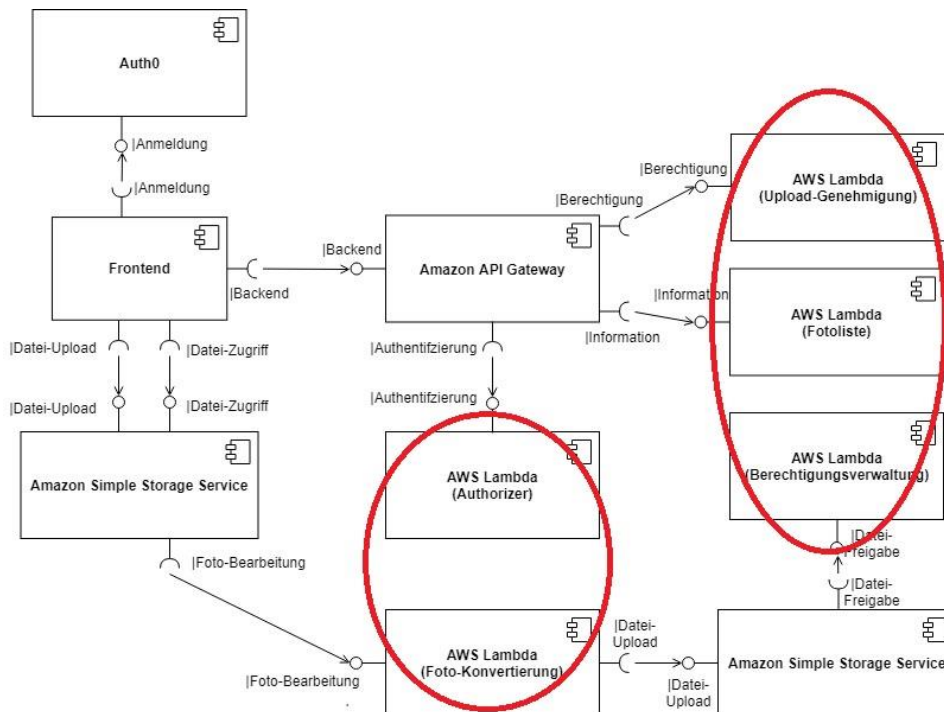 Auth0
|Anmeldung
|Anmeldung
Frontend
|Backend
|Backend
Amazon API Gateway
|Berechtigung
|Berechtigung
AWS Lambda
(Upload-Genehmigung)
|Information
|Information
AWS Lambda
(Fotoliste)
|Datei-Upload
|Datei-Zugriff
|Datei-Upload
|Datei-Zugriff
|Authentifzierung
|Authentifzierung
Amazon Simple Storage Service
AWS Lambda
(Authorizer)
AWS Lambda
(Berechtigungsverwaltung)
|Datei-
Freigabe
|Datei-
Freigabe
|Foto-Bearbeitung
|Foto-Bearbeitung
AWS Lambda
(Foto-Konvertierung)
|Datei-
Upload
|Datei-
Upload
Amazon Simple Storage Service